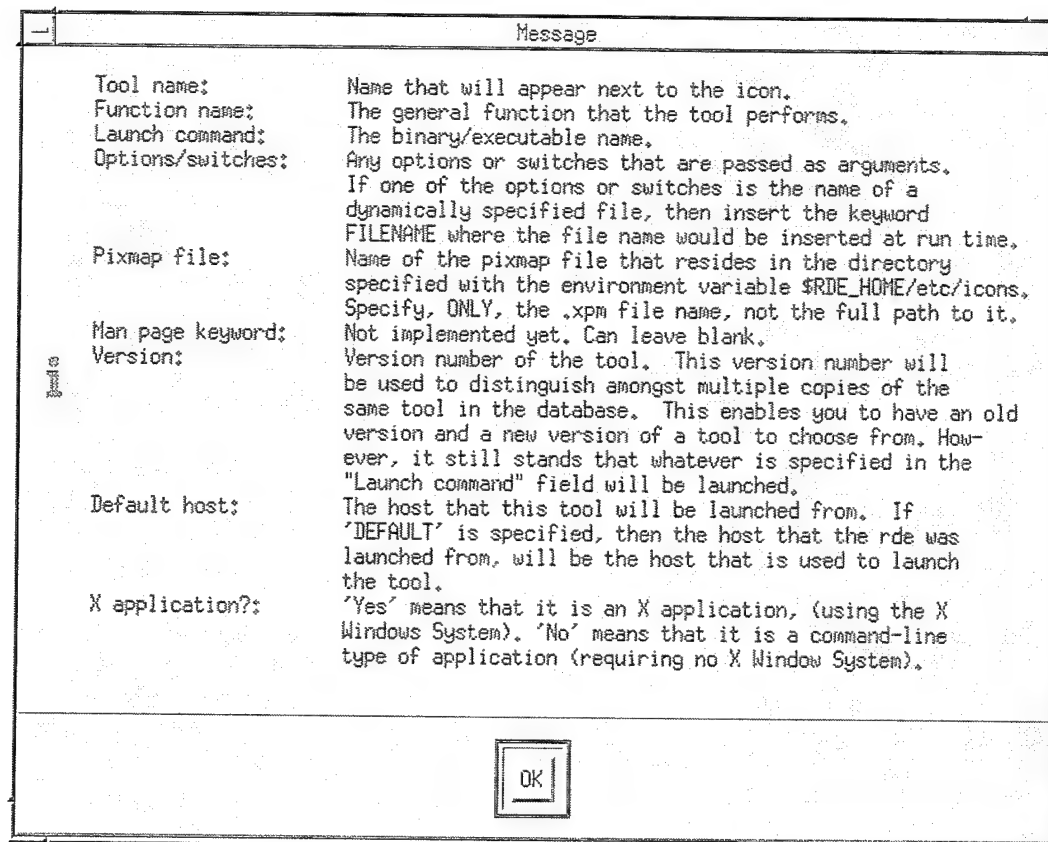 Message
Tool name: Name that will appear next to the icon.
Function name: The general function that the tool performs.
Launch command: The binary/executable name.
Options/switches: Any options or switches that are passed as arguments.
If one of the options or switches is the name of a
dynamically specified file, then insert the keyword
FILENAME where the file name would be inserted at run time.
Pixmap file: Name of the pixmap file that resides in the directory
specified with the environment variable $RDE_HOME/etc/icons.
Specify, ONLY, the .xpm file name, not the full path to it.
Man page keyword: Not implemented yet. Can leave blank.
Version: Version number of the tool. This version number will
be used to distinguish amongst multiple copies of the
same tool in the database. This enables you to have an old
version and a new version of a tool to choose from. How-
ever, it still stands that whatever is specified in the
"Launch command" field will be launched.
Default host: The host that this tool will be launched from. If
'DEFAULT' is specified, then the host that the rde was
launched from, will be the host that is used to launch
the tool.
X application?: 'Yes' means that it is an X application, (using the X
Windows System). 'No' means that it is a command-line
type of application (requiring no X Window System).
OK